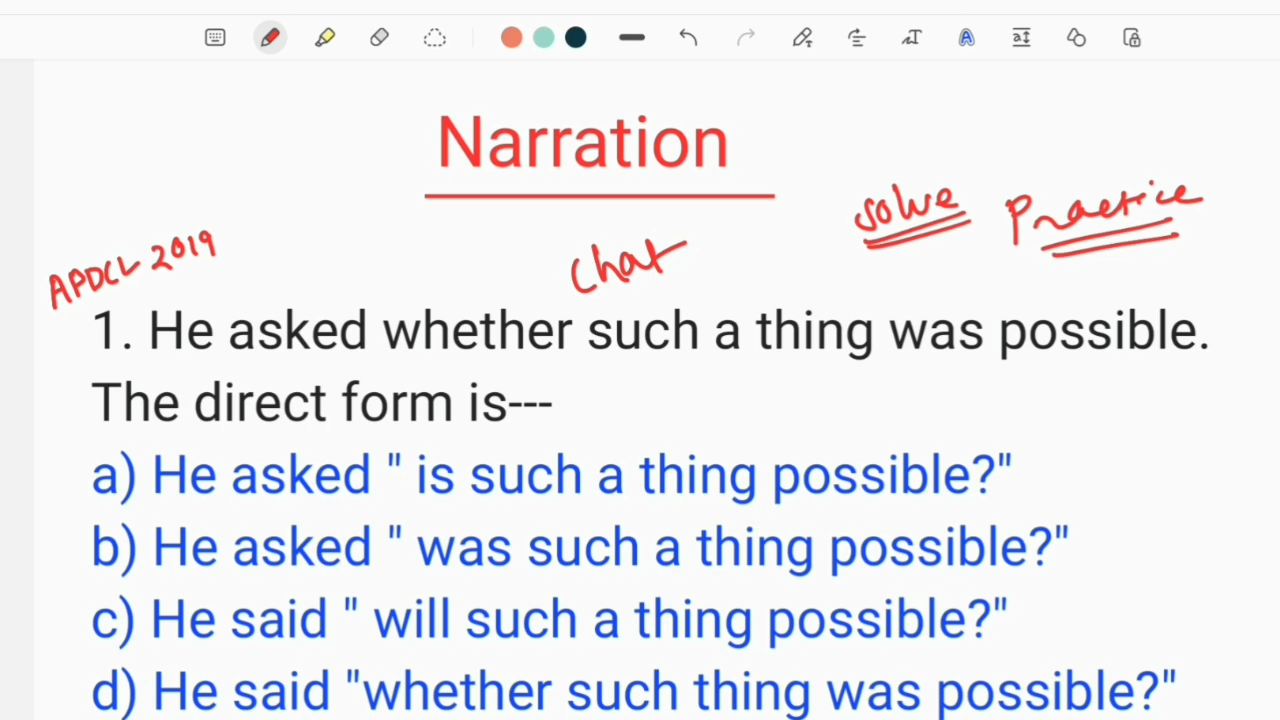 Narration
solve Practice
APDCL 2019
Chat
1. He asked whether such a thing was possible.
The direct form is---
a) He asked " is such a thing possible?"
b) He asked " was such a thing possible?"
c) He said " will such a thing possible?"
d) He said "whether such thing was possible?"